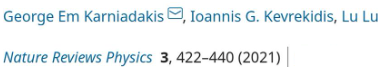 George Em Karniadakis, Ioannis G. Kevrekidis, Lu Lu
Nature Reviews Physics 3, 422–440 (2021)